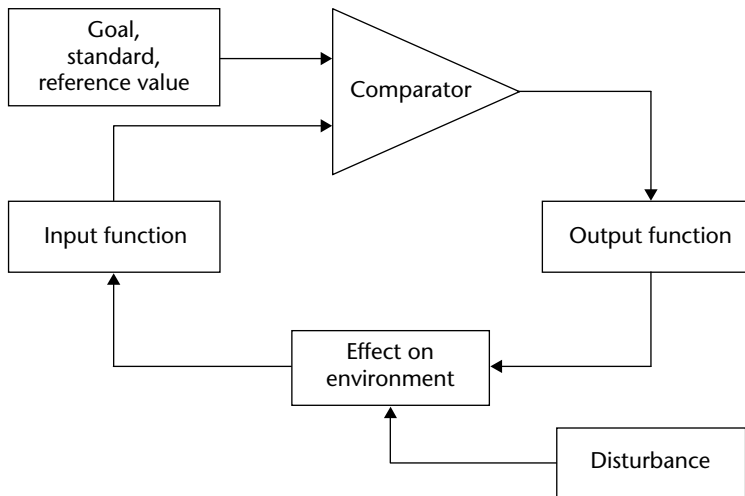 Goal,
standard,
reference value
Comparator
Input function
Output function
Effect on
environment
Disturbance